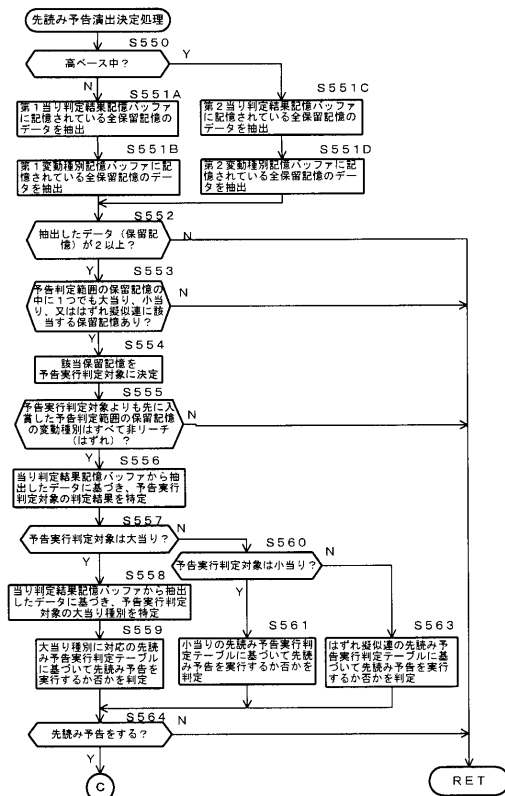 先読み予告演出決定処理
S550
高ベース中？
Y
N
S551A
第１当り判定結果記憶バッファ
に記憶されている全保留記憶の
データを抽出
S551C
第２当り判定結果記憶バッファ
に記憶されている全保留記憶の
データを抽出
S551B
第１変動種別記憶バッファに記
憶されている全保留記憶のデー
タを抽出
S551D
第２変動種別記憶バッファに記
憶されている全保留記憶のデー
タを抽出
S552
抽出したデータ（保留記
憶）が２以上？
N
Y
S553
予告判定範囲の保留記憶の
中に１つでも大当り、小当
り、又ははずれ擬似連に該
当する保留記憶あり？
N
Y
S554
該当保留記憶を
予告実行判定対象に決定
S555
予告実行判定対象よりも先に入
賞した予告判定範囲の保留記憶
の変動種別はすべて非リーチ
（はずれ）？
N
Y
S556
当り判定結果記憶バッファから抽
出したデータに基づき、予告実行
判定対象の判定結果を特定
S557
予告実行判定対象は大当り？
N
Y
S560
予告実行判定対象は小当り？
N
Y
S558
当り判定結果記憶バッファから抽出
したデータに基づき、予告実行判定
対象の大当り種別を特定
S559
大当り種別に対応の先読
み予告実行判定テーブル
に基づいて先読み予告を
実行するか否かを判定
S561
小当りの先読み予告実行判
定テーブルに基づいて先読
み予告を実行するか否かを
判定
S563
はずれ擬似連の先読み予
告実行判定テーブルに基
づいて先読み予告を実行
するか否かを判定
S564
先読み予告をする？
N
Y
C
RET